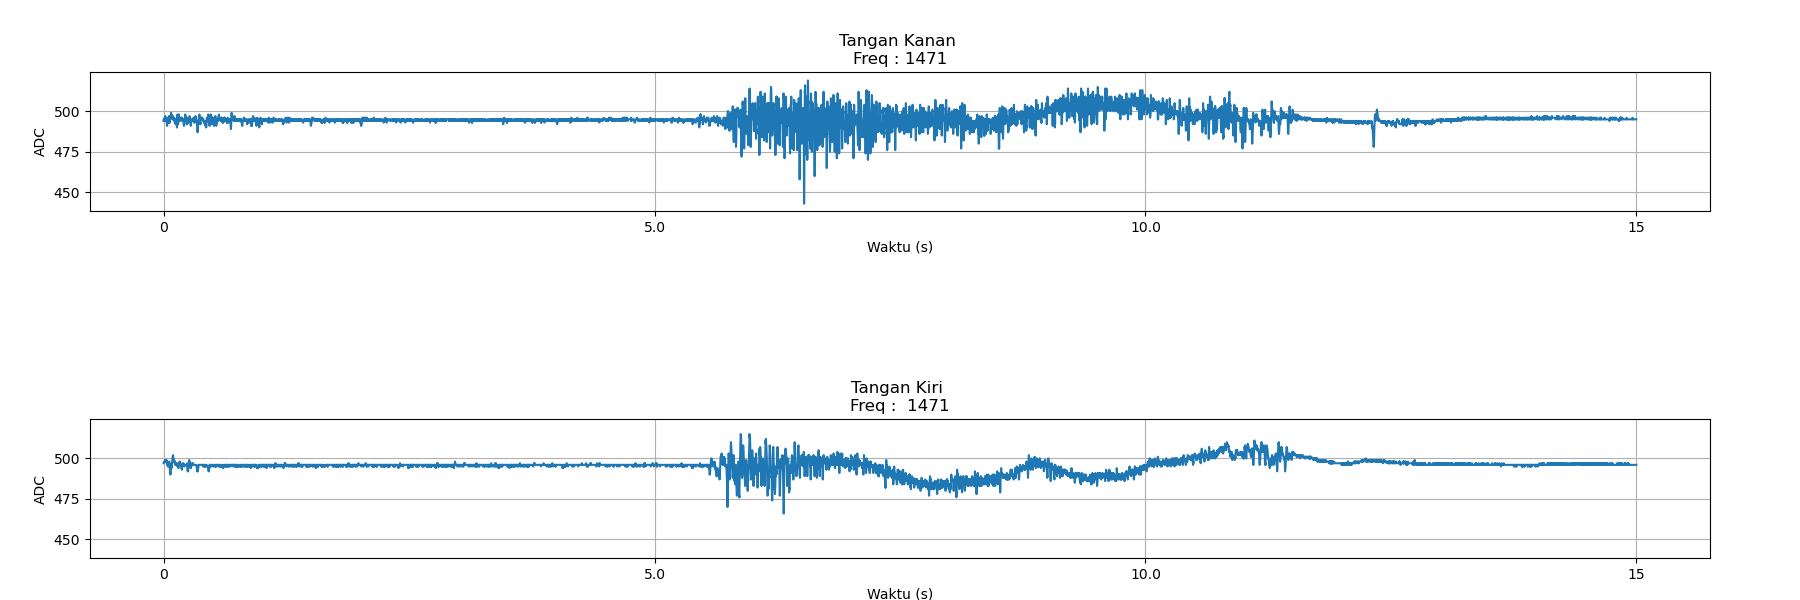 Tangan Kanan
Freq : 1471
500
475
450
ADC
0 5.0 10.0 15
Waktu (s)
Tangan Kiri
Freq :  1471
500
475
450
ADC
0 5.0 10.0 15
Waktu (s)